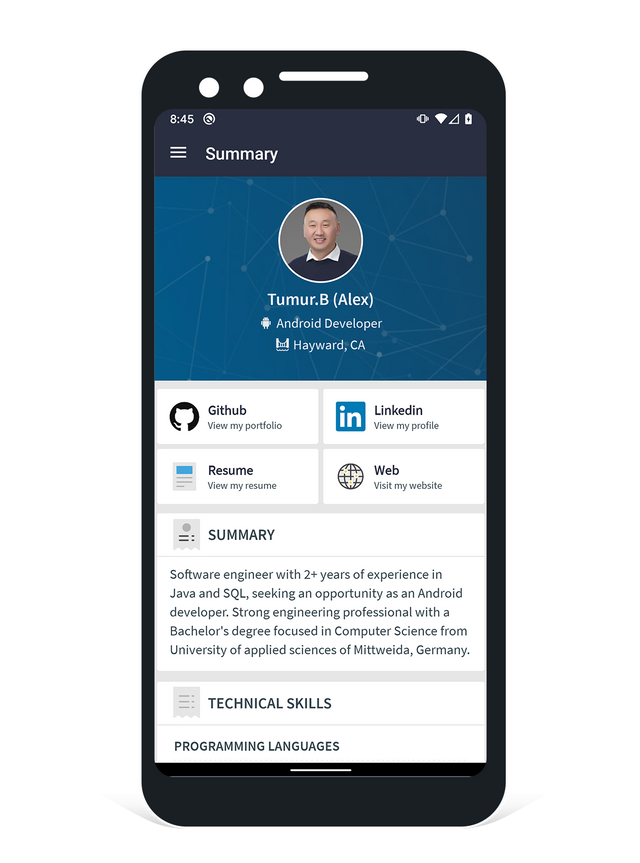 8:45
Summary
Tumur.B (Alex)
Android Developer
Hayward, CA
Github
View my portfolio
Linkedin
View my profile
Resume
View my resume
Web
Visit my website
SUMMARY
Software engineer with 2+ years of experience in
Java and SQL, seeking an opportunity as an Android
developer. Strong engineering professional with a
Bachelor's degree focused in Computer Science from
University of applied sciences of Mittweida, Germany.
TECHNICAL SKILLS
PROGRAMMING LANGUAGES